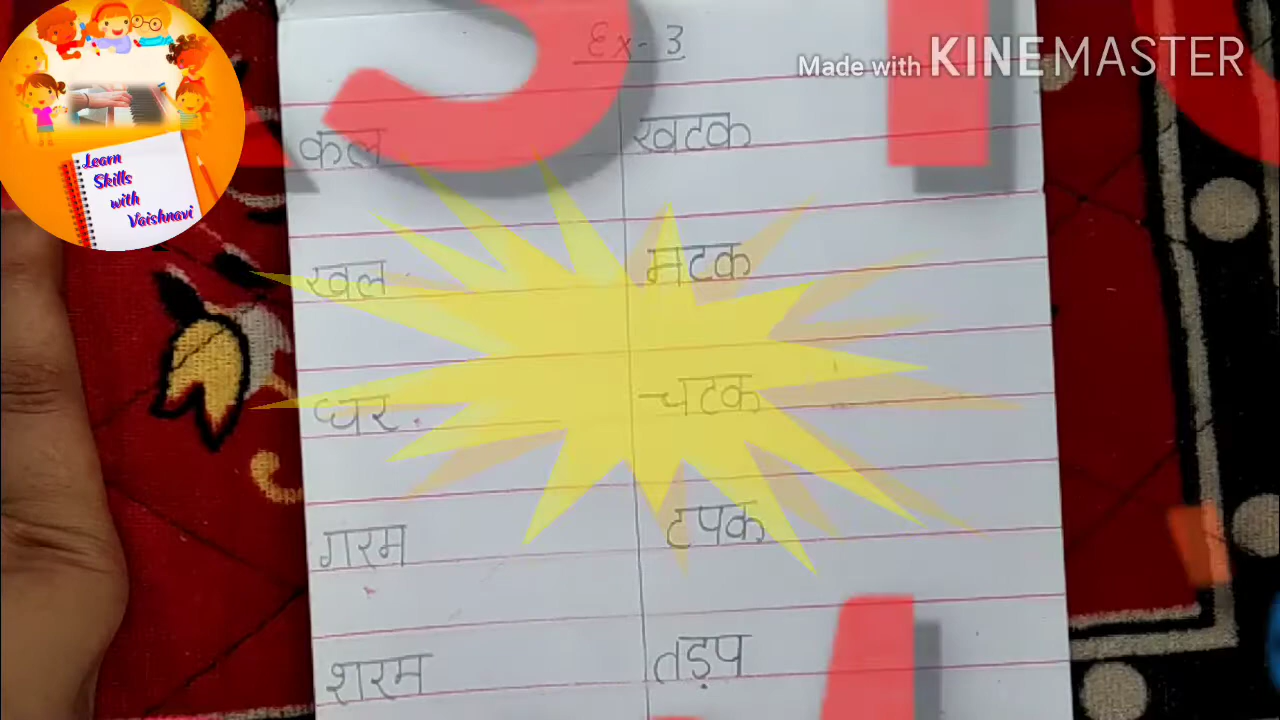 Ex-3
Made with KINEMASTER
Learn
Skills
with
Vaishnavi
कल
खटक
खल
मटक
घर
चटक
गरम
टपक
शरम
तड़प